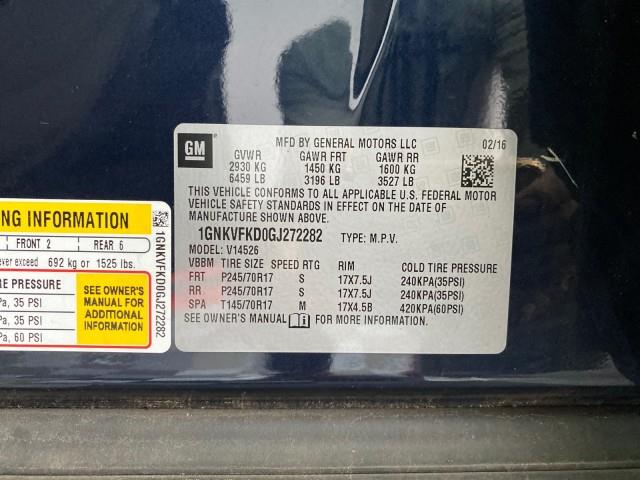 GM
MFD BY GENERAL MOTORS LLC 02/16
GVWR GAWR FRT GAWR RR
2930 KG 1450 KG 1600 KG
6459 LB 3196 LB 3527 LB
THIS VEHICLE CONFORMS TO ALL APPLICABLE U.S. FEDERAL MOTOR
VEHICLE SAFETY STANDARDS IN EFFECT ON THE DATE OF
MANUFACTURE SHOWN ABOVE.
1GNKVFKD0GJ272282 TYPE: M.P.V.
MODEL: V14526
VBBM TIRE SIZE SPEED RTG RIM COLD TIRE PRESSURE
FRT P245/70R17 S 17X7.5J 240KPA(35PSI)
RR P245/70R17 S 17X7.5J 240KPA(35PSI)
SPA T145/70R17 M 17X4.5B 420KPA(60PSI)
SEE OWNER'S MANUAL FOR MORE INFORMATION.
NG INFORMATION
FRONT 2 REAR 6
ever exceed 692 kg or 1525 lbs.
RE PRESSURE
Pa, 35 PSI
Pa, 35 PSI
Pa, 60 PSI
SEE OWNER'S
MANUAL FOR
ADDITIONAL
INFORMATION
1GNKVFKD0GJ272282